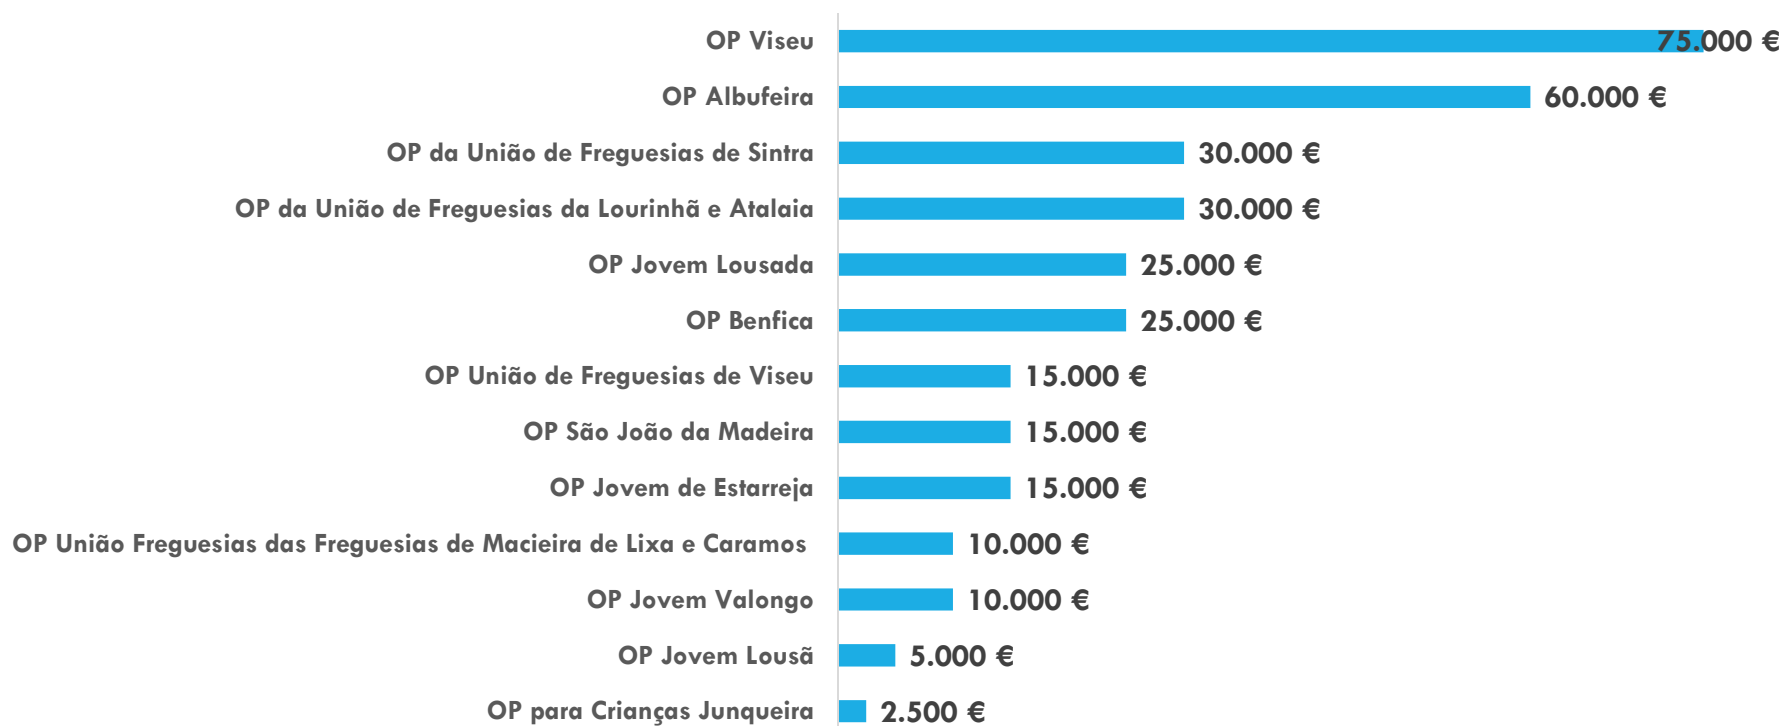 OP Viseu 75.000 €
OP Albufeira 60.000 €
OP da União de Freguesias de Sintra 30.000 €
OP da União de Freguesias da Lourinhã e Atalaia 30.000 €
OP Jovem Lousada 25.000 €
OP Benfica 25.000 €
OP União de Freguesias de Viseu 15.000 €
OP São João da Madeira 15.000 €
OP Jovem de Estarreja 15.000 €
OP União Freguesias das Freguesias de Macieira de Lixa e Caramos 10.000 €
OP Jovem Valongo 10.000 €
OP Jovem Lousã 5.000 €
OP para Crianças Junqueira 2.500 €